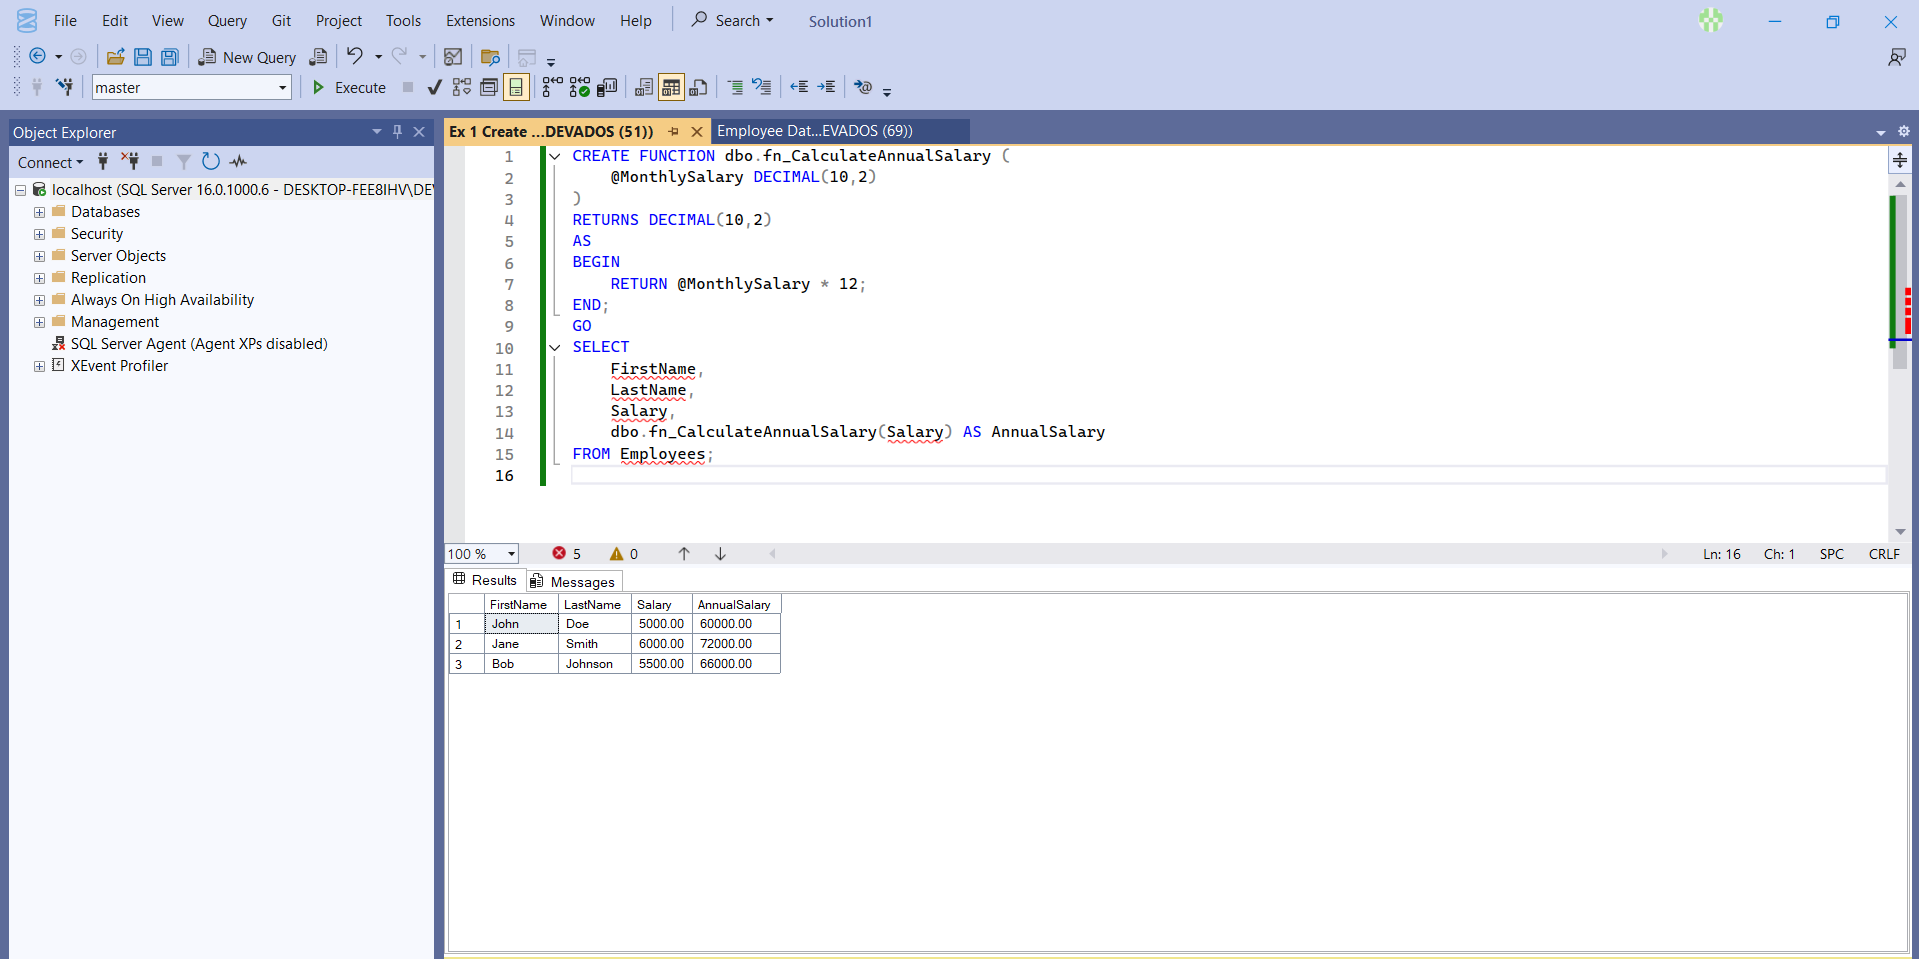 File Edit View Query Git Project Tools Extensions Window Help Search Solution1
New Query
master Execute
Object Explorer
Connect
localhost (SQL Server 16.0.1000.6 - DESKTOP-FEE8IHV\DE
Databases
Security
Server Objects
Replication
Always On High Availability
Management
SQL Server Agent (Agent XPs disabled)
XEvent Profiler
Ex 1 Create ...DEVADOS (51)) Employee Dat...EVADOS (69))
1 CREATE FUNCTION dbo.fn_CalculateAnnualSalary (
2 @MonthlySalary DECIMAL(10,2)
3 )
4 RETURNS DECIMAL(10,2)
5 AS
6 BEGIN
7 RETURN @MonthlySalary * 12;
8 END;
9 GO
10 SELECT
11 FirstName,
12 LastName,
13 Salary,
14 dbo.fn_CalculateAnnualSalary(Salary) AS AnnualSalary
15 FROM Employees;
16
100 % 5 0 Ln: 16 Ch: 1 SPC CRLF
Results Messages
FirstName LastName Salary AnnualSalary
1 John Doe 5000.00 60000.00
2 Jane Smith 6000.00 72000.00
3 Bob Johnson 5500.00 66000.00